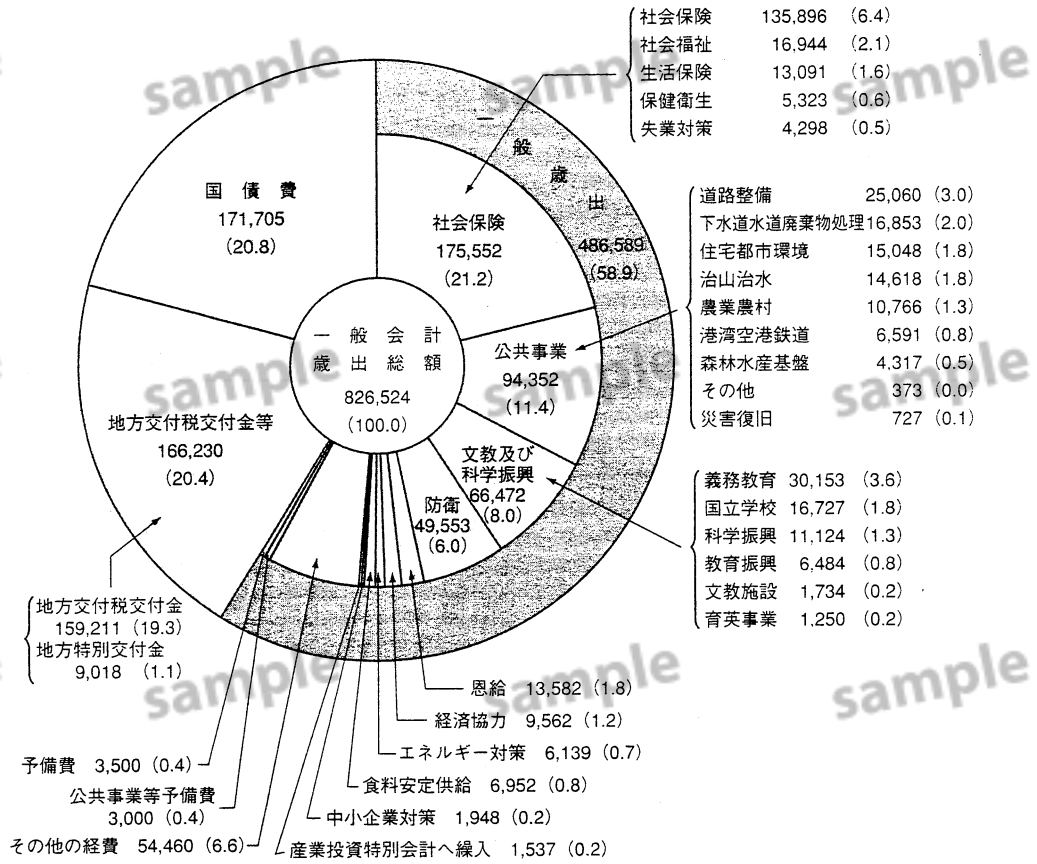 社会保険 135,896 (6.4)
社会福祉 16,944 (2.1)
生活保険 13,091 (1.6)
保健衛生 5,323 (0.6)
失業対策 4,298 (0.5)
一般歳出
486,589
(58.9)
国債費
171,705
(20.8)
社会保険
175,552
(21.2)
道路整備 25,060 (3.0)
下水道水道廃棄物処理 16,853 (2.0)
住宅都市環境 15,048 (1.8)
治山治水 14,618 (1.8)
農業農村 10,766 (1.3)
港湾空港鉄道 6,591 (0.8)
森林水産基盤 4,317 (0.5)
その他 373 (0.0)
災害復旧 727 (0.1)
一般会計
歳出総額
826,524
(100.0)
公共事業
94,352
(11.4)
地方交付税交付金等
166,230
(20.4)
文教及び
科学振興
66,472
(8.0)
防衛
49,553
(6.0)
義務教育 30,153 (3.6)
国立学校 16,727 (1.8)
科学振興 11,124 (1.3)
教育振興 6,484 (0.8)
文教施設 1,734 (0.2)
育英事業 1,250 (0.2)
地方交付税交付金
159,211 (19.3)
地方特別交付金
9,018 (1.1)
恩給 13,582 (1.8)
経済協力 9,562 (1.2)
エネルギー対策 6,139 (0.7)
食料安定供給 6,952 (0.8)
中小企業対策 1,948 (0.2)
産業投資特別会計へ繰入 1,537 (0.2)
予備費 3,500 (0.4)
公共事業等予備費
3,000 (0.4)
その他の経費 54,460 (6.6)
sample
sample
sample
sample
sample
sample
sample
sample
sample